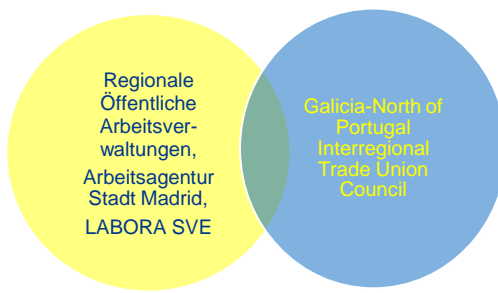 Regionale
Öffentliche
Arbeitsver-
waltungen,
Arbeitsagentur
Stadt Madrid,
LABORA SVE
Galicia-North of
Portugal
Interregional
Trade Union
Council